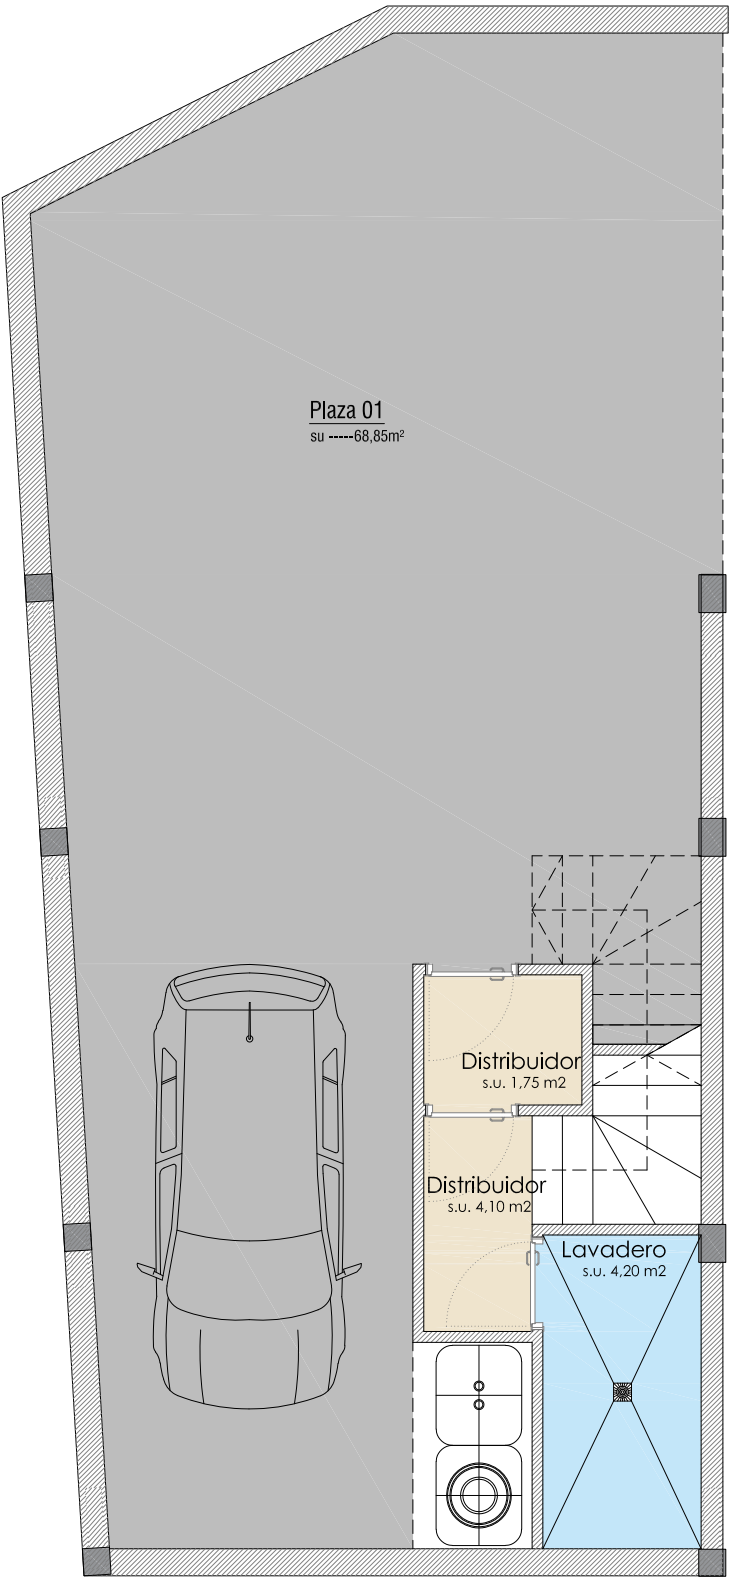 Plaza 01
su -----68,85m²
Distribuidor
s.u. 1,75 m2
Distribuidor
s.u. 4,10 m2
Lavadero
s.u. 4,20 m2